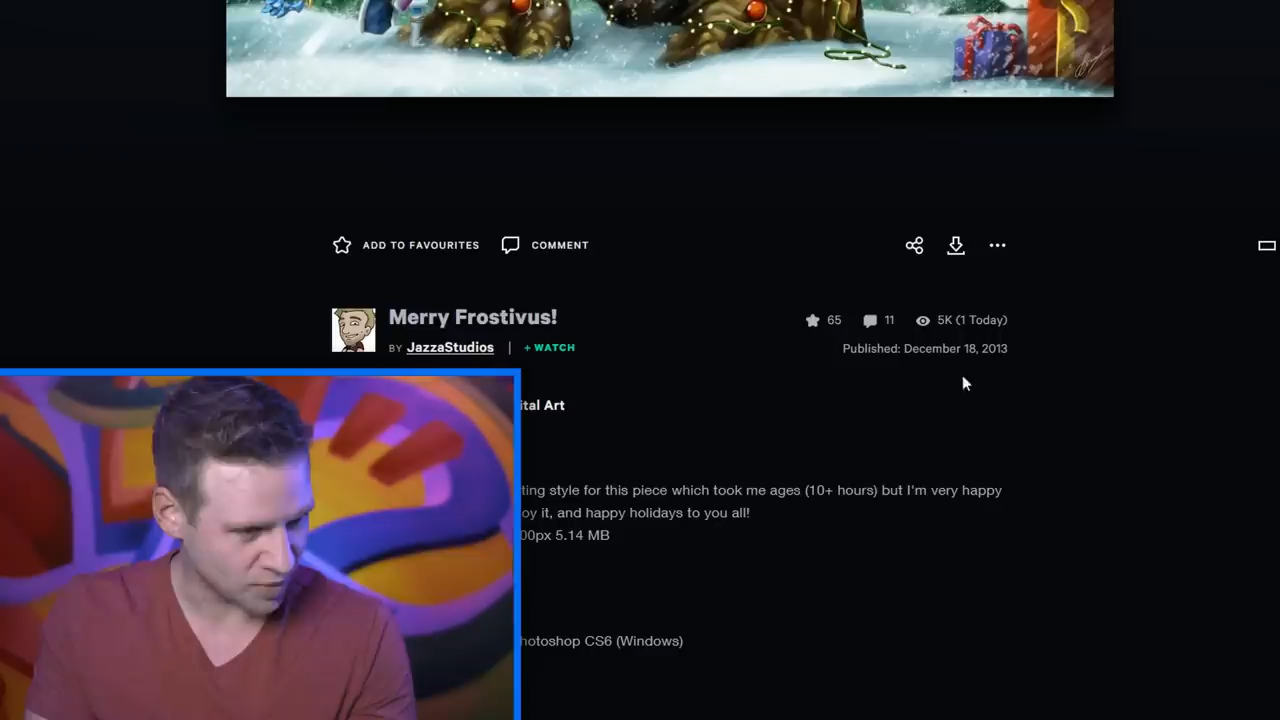 ADD TO FAVOURITES COMMENT
Merry Frostivus!
65 11 5K (1 Today)
BY JazzaStudios | + WATCH
Published: December 18, 2013
ital Art
ting style for this piece which took me ages (10+ hours) but I'm very happy
oy it, and happy holidays to you all!
00px 5.14 MB
hotoshop CS6 (Windows)